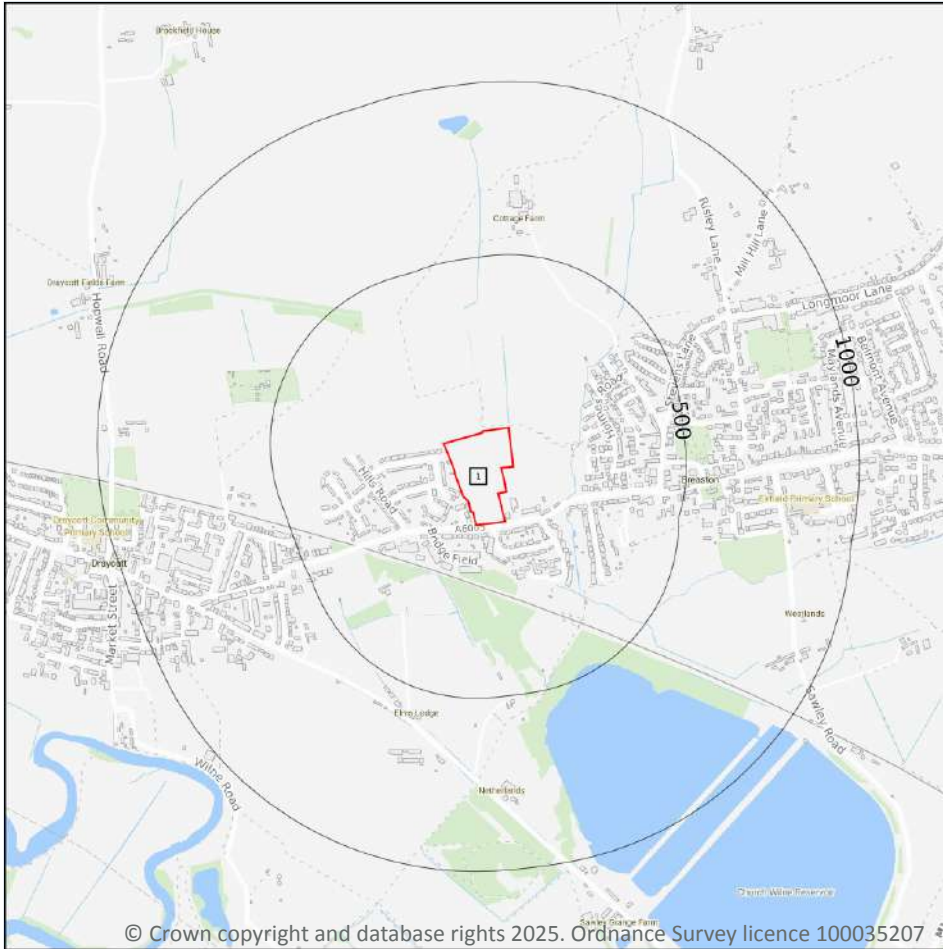 Brookfield House
Cottage Farm
Risley Lane
Mill Hill Lane
Draycott Fields Farm
Hopwell Road
Longmoor Lane
1000
Belmont Avenue
Maylands Avenue
500
Hills Road
1
Breaston
Firfield Primary School
A6005
Bridge Field
Draycott Community
Primary School
Draycott
Market Street
Westlands
Sawley Road
Elms Lodge
Wilne Road
Netherlands
Church Wilne Reservoir
Sawley Grange Farm
© Crown copyright and database rights 2025. Ordnance Survey licence 100035207